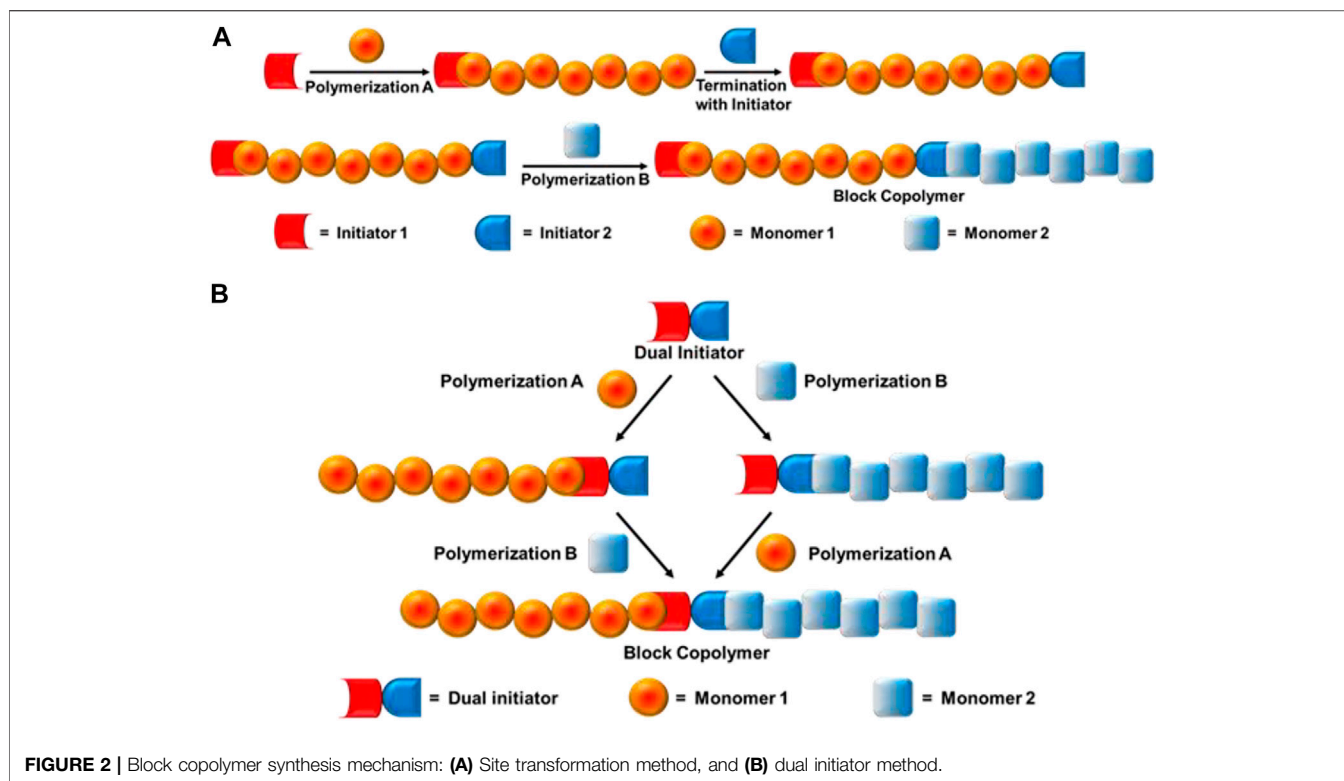 A
Polymerization A
Termination
with Initiator
Polymerization B
Block Copolymer
= Initiator 1
= Initiator 2
= Monomer 1
= Monomer 2
B
Dual Initiator
Polymerization A
Polymerization B
Polymerization B
Polymerization A
Block Copolymer
= Dual initiator
= Monomer 1
= Monomer 2
FIGURE 2 | Block copolymer synthesis mechanism: (A) Site transformation method, and (B) dual initiator method.